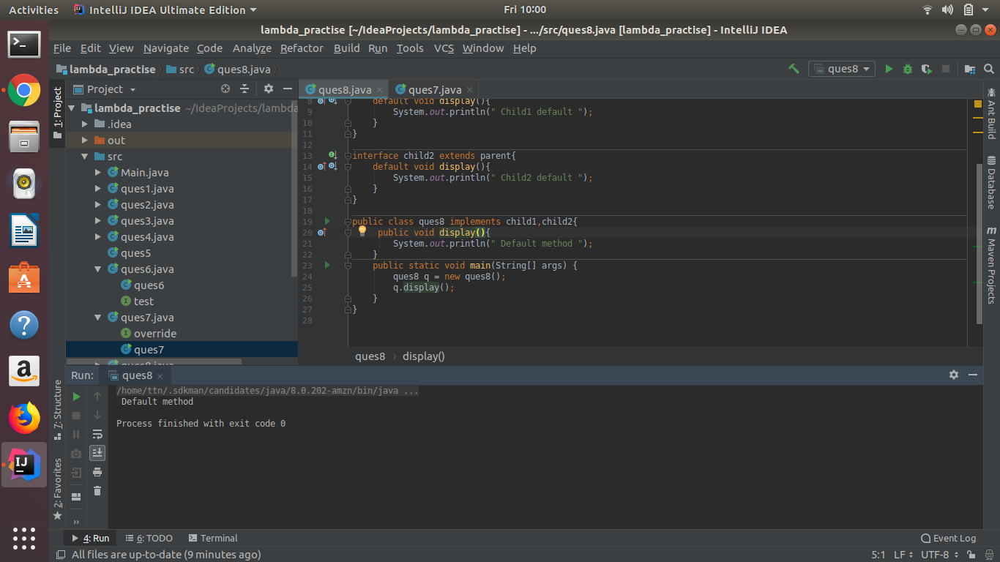 Activities
IntelliJ IDEA Ultimate Edition
Fri 10:00
lambda_practise [~/IdeaProjects/lambda_practise] - .../src/ques8.java [lambda_practise] - IntelliJ IDEA
File Edit View Navigate Code Analyze Refactor Build Run Tools VCS Window Help
lambda_practise src ques8.java
ques8
1: Project
Project
lambda_practise ~/IdeaProjects/lambda
.idea
out
src
Main.java
ques1.java
ques2.java
ques3.java
ques4.java
ques5
ques6.java
ques6
test
ques7.java
override
ques7
ques8.java
ques8.java
ques7.java
8 default void display(){
9 System.out.println(" Child1 default ");
10 }
11 }
12
13 interface child2 extends parent{
14 default void display(){
15 System.out.println(" Child2 default ");
16 }
17 }
18
19 public class ques8 implements child1,child2{
20 public void display(){
21 System.out.println(" Default method ");
22 }
23 public static void main(String[] args) {
24 ques8 q = new ques8();
25 q.display();
26 }
27 }
28
ques8 › display()
Ant Build
Database
Maven Projects
7: Structure
2: Favorites
Run: ques8
/home/ttn/.sdkman/candidates/java/8.0.202-amzn/bin/java ...
Default method
Process finished with exit code 0
4: Run
6: TODO
Terminal
Event Log
All files are up-to-date (9 minutes ago)
5:1 LF UTF-8